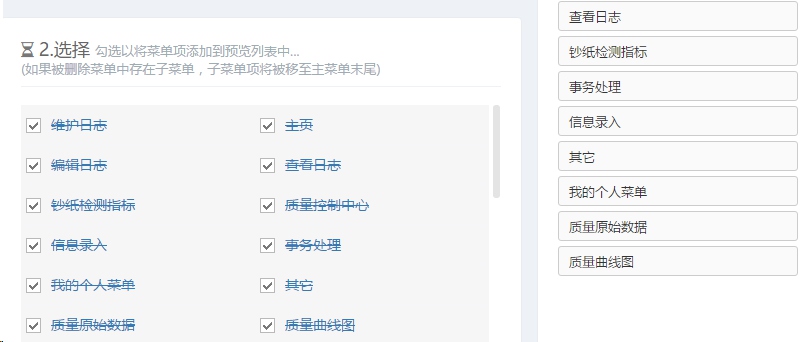 2.选择 勾选以将菜单项添加到预览列表中...
(如果被删除菜单中存在子菜单，子菜单项将被移至主菜单末尾)
维护日志 主页
编辑日志 查看日志
钞纸检测指标 质量控制中心
信息录入 事务处理
我的个人菜单 其它
质量原始数据 质量曲线图
查看日志
钞纸检测指标
事务处理
信息录入
其它
我的个人菜单
质量原始数据
质量曲线图